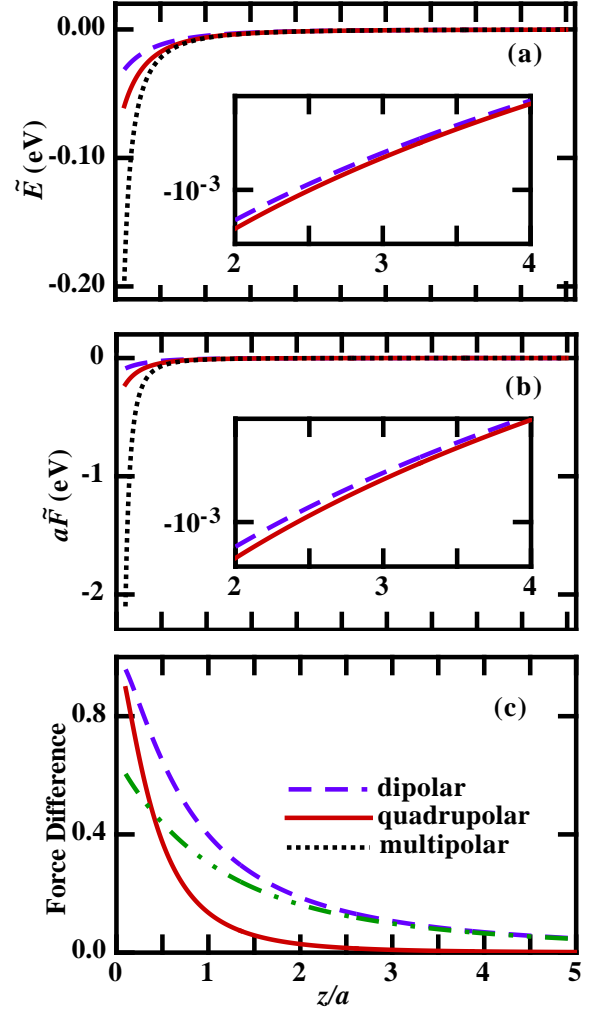 0.00
(a)
-0.10
Ẽ (eV)
-10⁻³
2 3 4
-0.20
0
(b)
-1
aF̃ (eV)
-10⁻³
2 3 4
-2
(c)
0.8
Force Difference
dipolar
quadrupolar
multipolar
0.4
0.0
0 1 2 3 4 5
z/a